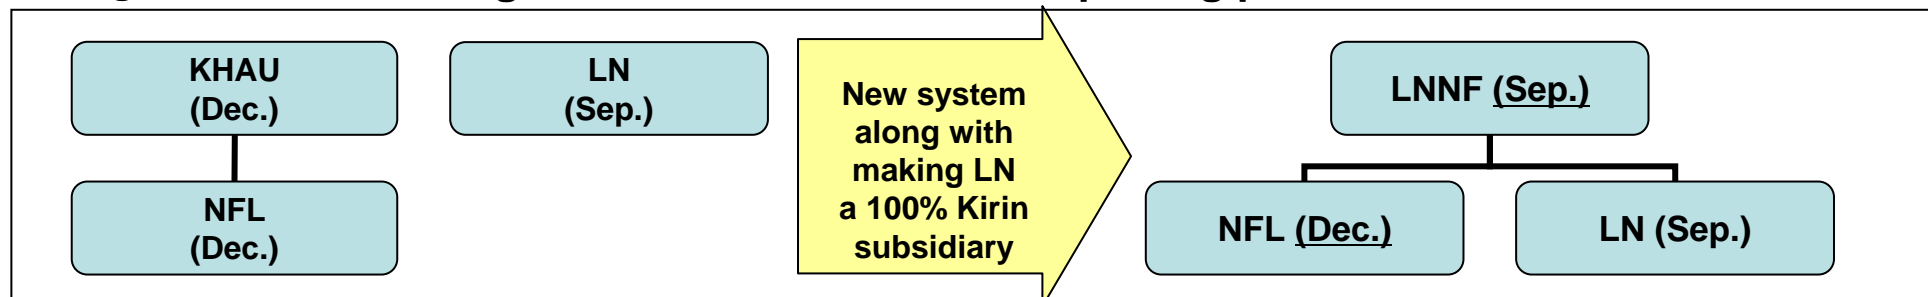 KHAU
(Dec.)
LN
(Sep.)
NFL
(Dec.)
New system
along with
making LN
a 100% Kirin
subsidiary
LNNF (Sep.)
NFL (Dec.)
LN (Sep.)